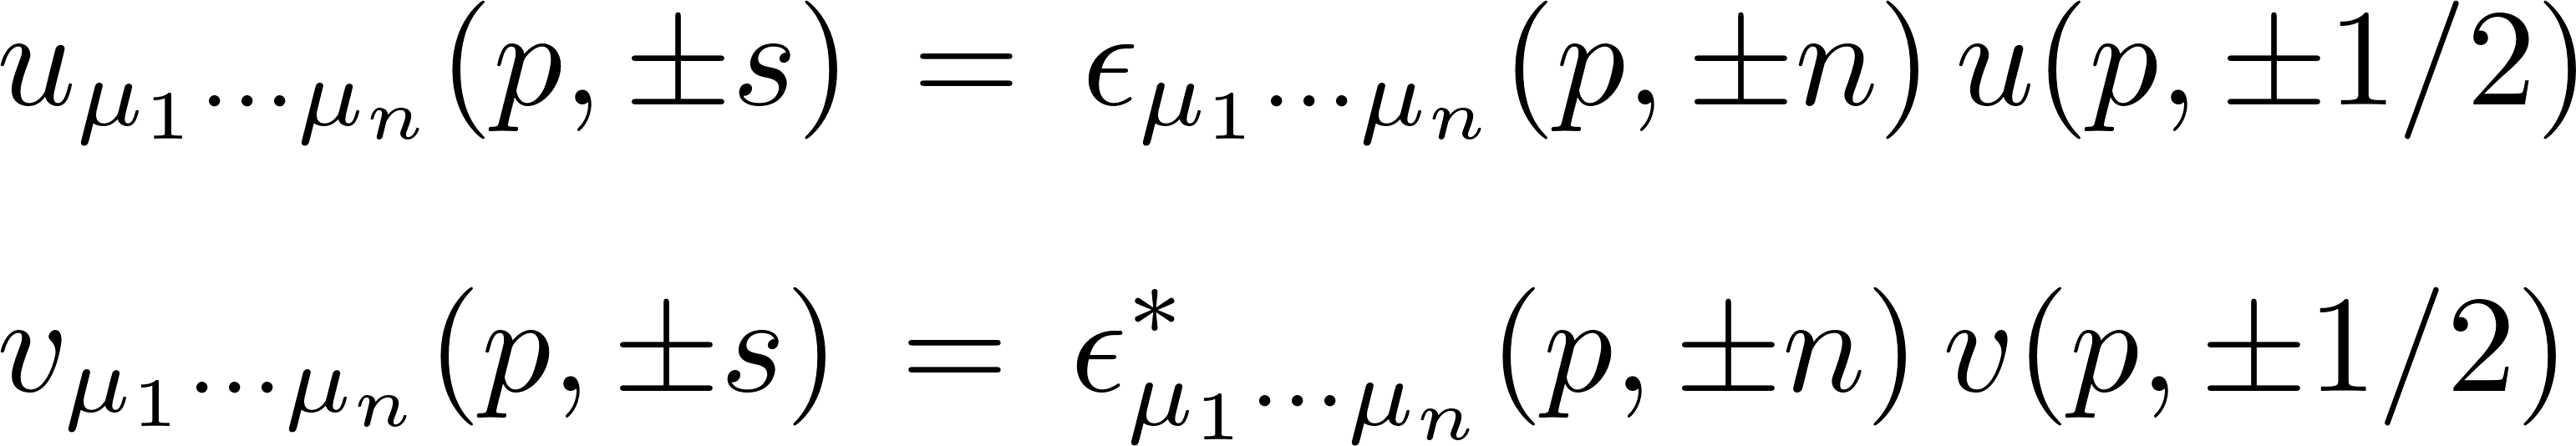 u_{\mu_1\cdots\mu_n}(p,\pm s) = \epsilon_{\mu_1\cdots\mu_n}(p,\pm n)\, u(p,\pm 1/2)
v_{\mu_1\cdots\mu_n}(p,\pm s) = \epsilon^*_{\mu_1\cdots\mu_n}(p,\pm n)\, v(p,\pm 1/2)